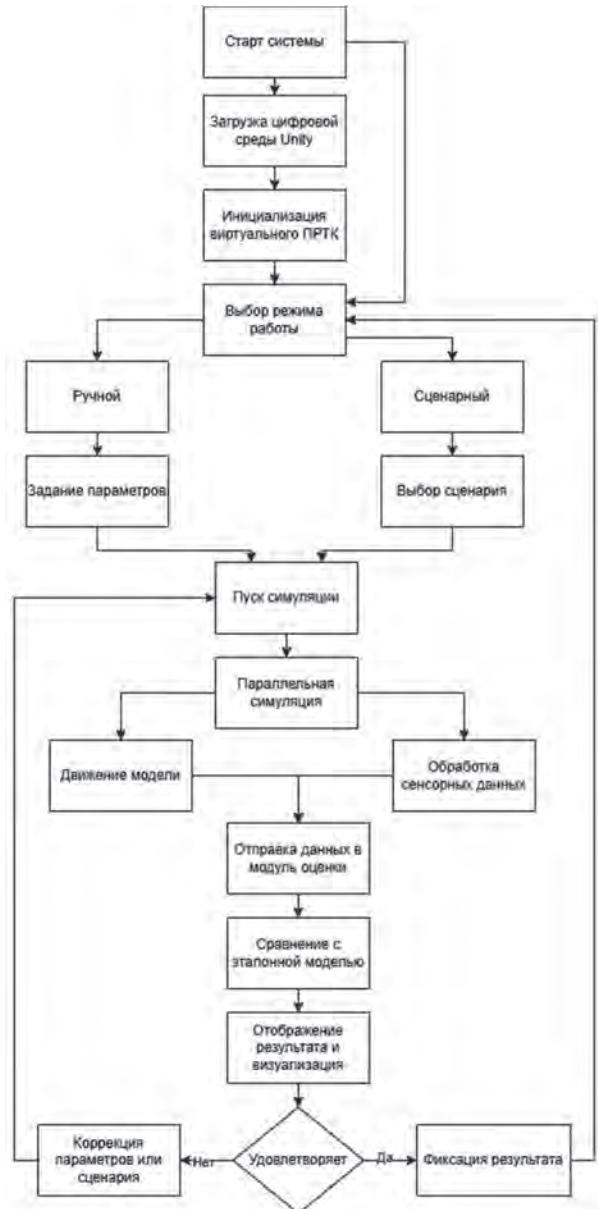 Старт системы
Загрузка цифровой
среды Unity
Инициализация
виртуального ПРТК
Выбор режима
работы
Ручной
Сценарный
Задание параметров
Выбор сценария
Пуск симуляции
Параллельная
симуляция
Движение модели
Обработка
сенсорных данных
Отправка данных в
модуль оценки
Сравнение с
эталонной моделью
Отображение
результата и
визуализация
Коррекция
параметров или
сценария
Нет
Удовлетворяет
Да
Фиксация результата